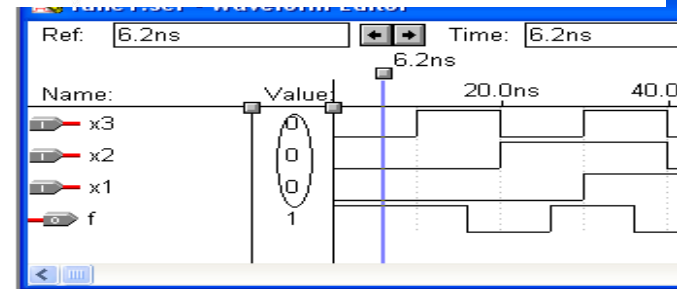 Ref: 6.2ns Time: 6.2ns
6.2ns
Name: Value: 20.0ns 40.0
x3 0
x2 0
x1 0
f 1